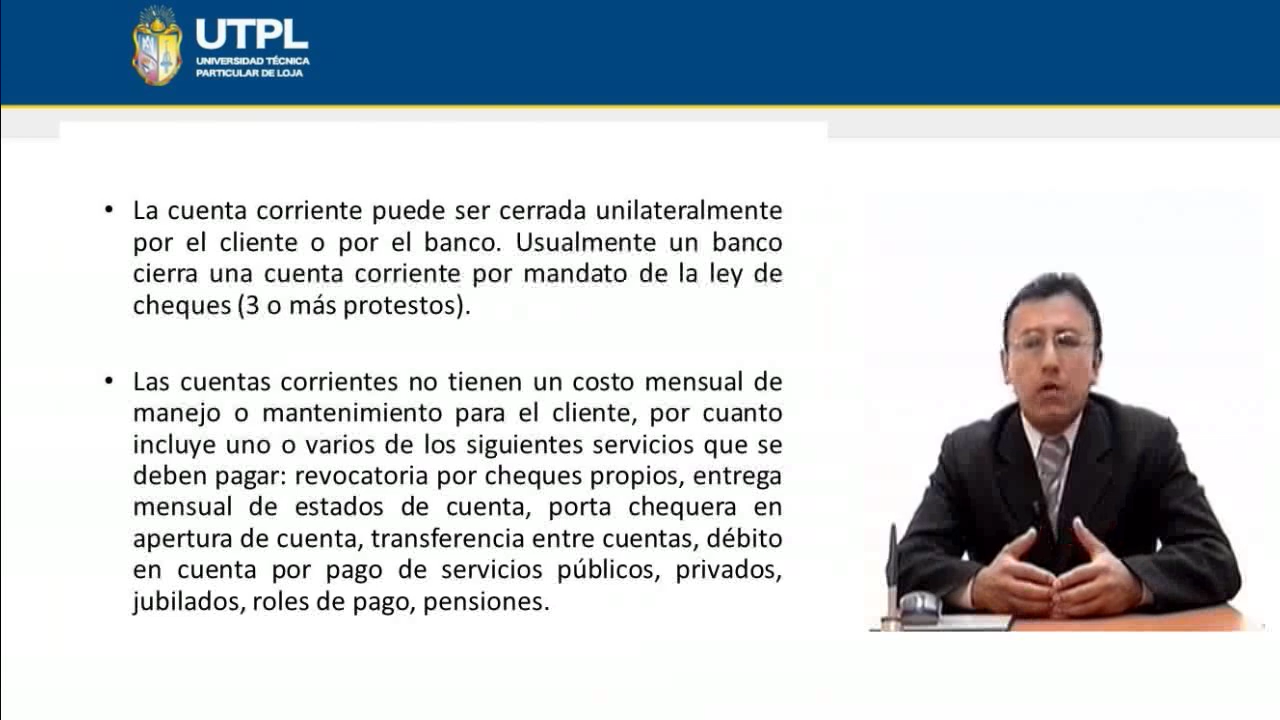 UTPL
UNIVERSIDAD TÉCNICA
PARTICULAR DE LOJA
• La cuenta corriente puede ser cerrada unilateralmente
por el cliente o por el banco. Usualmente un banco
cierra una cuenta corriente por mandato de la ley de
cheques (3 o más protestos).
• Las cuentas corrientes no tienen un costo mensual de
manejo o mantenimiento para el cliente, por cuanto
incluye uno o varios de los siguientes servicios que se
deben pagar: revocatoria por cheques propios, entrega
mensual de estados de cuenta, porta chequera en
apertura de cuenta, transferencia entre cuentas, débito
en cuenta por pago de servicios públicos, privados,
jubilados, roles de pago, pensiones.